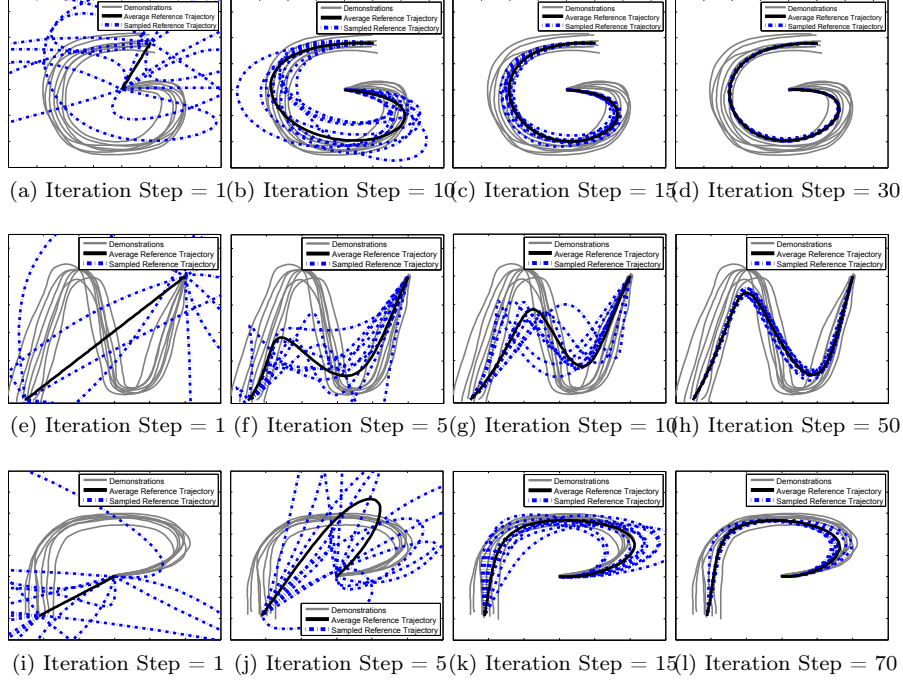 Demonstrations
Average Reference Trajectory
Sampled Reference Trajectory
Demonstrations
Average Reference Trajectory
Sampled Reference Trajectory
Demonstrations
Average Reference Trajectory
Sampled Reference Trajectory
Demonstrations
Average Reference Trajectory
Sampled Reference Trajectory
(a) Iteration Step = 1
(b) Iteration Step = 10
(c) Iteration Step = 15
(d) Iteration Step = 30
Demonstrations
Average Reference Trajectory
Sampled Reference Trajectory
Demonstrations
Average Reference Trajectory
Sampled Reference Trajectory
Demonstrations
Average Reference Trajectory
Sampled Reference Trajectory
Demonstrations
Average Reference Trajectory
Sampled Reference Trajectory
(e) Iteration Step = 1
(f) Iteration Step = 5
(g) Iteration Step = 10
(h) Iteration Step = 50
Demonstrations
Average Reference Trajectory
Sampled Reference Trajectory
Demonstrations
Average Reference Trajectory
Sampled Reference Trajectory
Demonstrations
Average Reference Trajectory
Sampled Reference Trajectory
Demonstrations
Average Reference Trajectory
Sampled Reference Trajectory
(i) Iteration Step = 1
(j) Iteration Step = 5
(k) Iteration Step = 15
(l) Iteration Step = 70